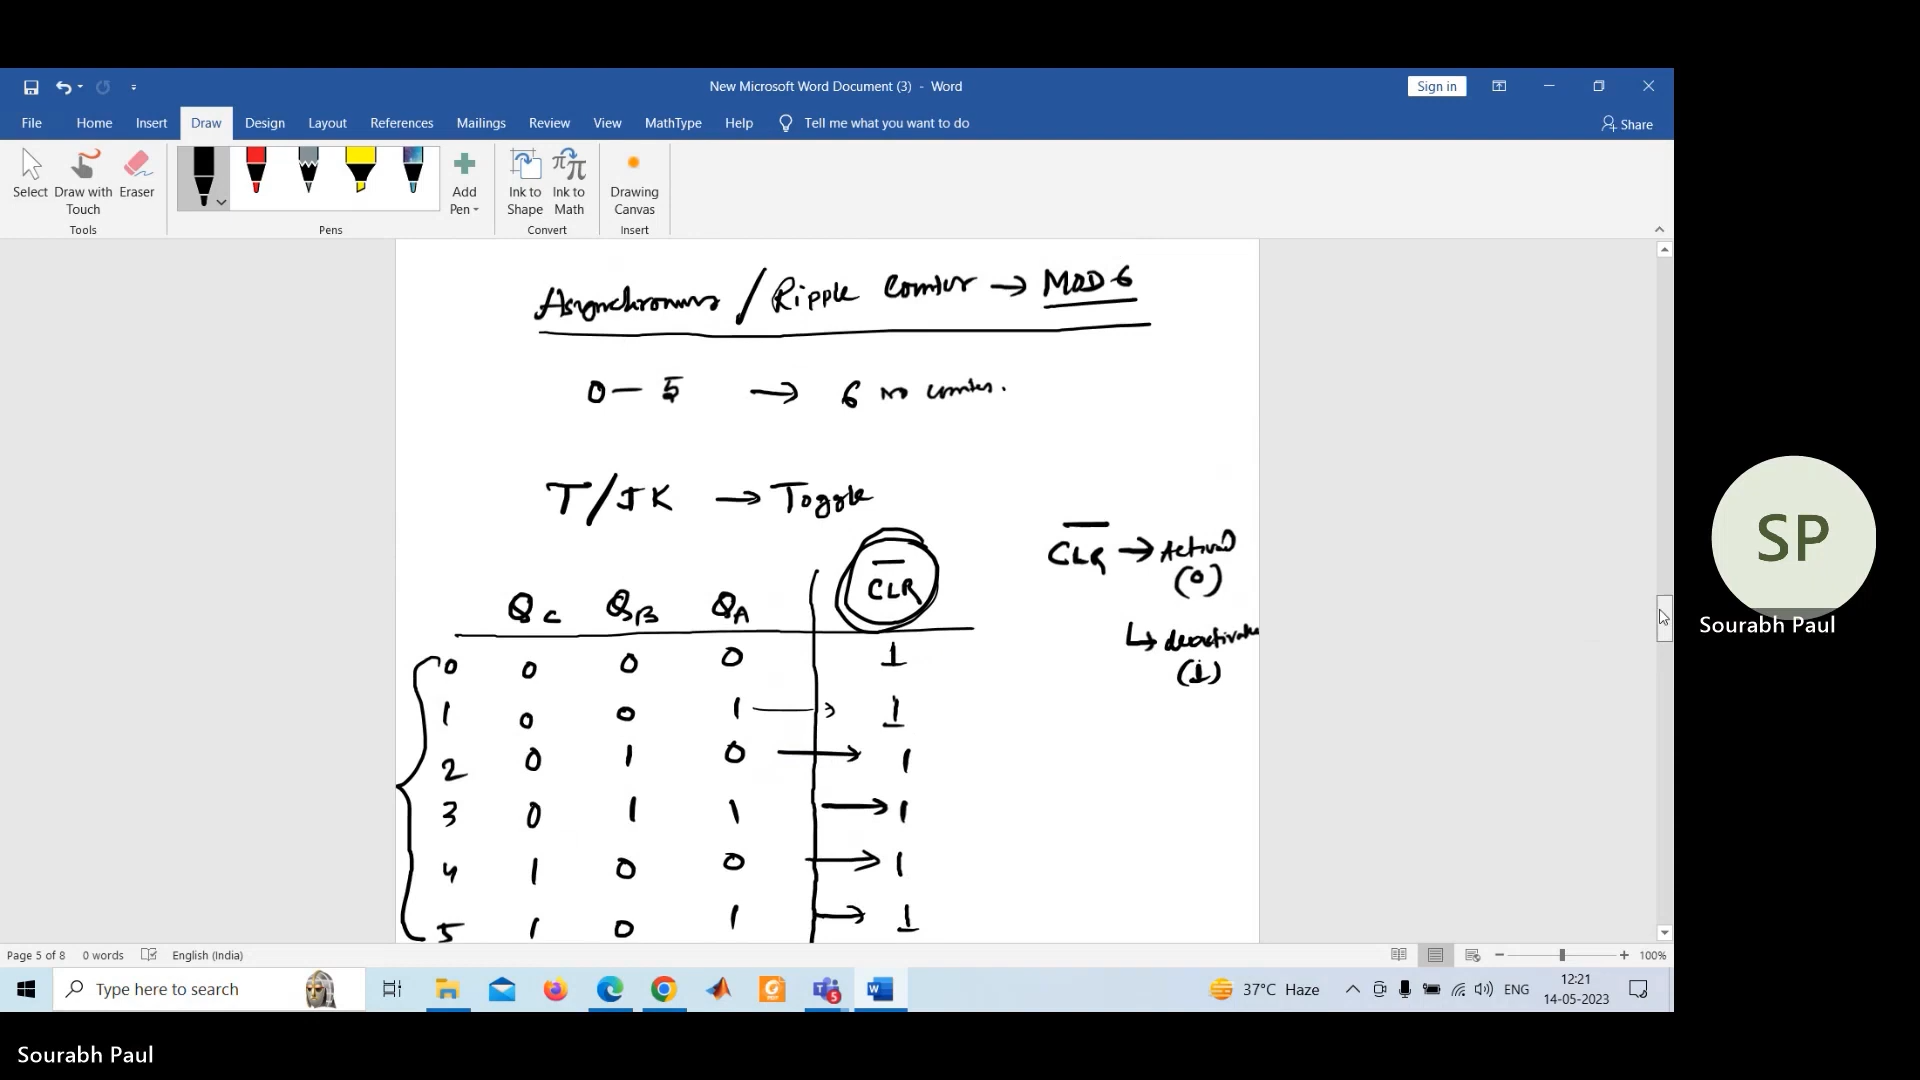 New Microsoft Word Document (3) - Word
Sign in
File Home Insert Draw Design Layout References Mailings Review View MathType Help Tell me what you want to do
Share
Select Draw with Touch Eraser
Add Pen
Ink to Shape Ink to Math
Drawing Canvas
Tools Pens Convert Insert
Asynchronous / Ripple Counter → MOD 6
0 — 5 → 6 no counter.
T/JK → Toggle
CLR → Actived
(0)
↳ deactivate
(1)
QC QB QA CLR
0 0 0 0 1
1 0 0 1 → 1
2 0 1 0 → 1
3 0 1 1 → 1
4 1 0 0 → 1
5 1 0 1 → 1
SP
Sourabh Paul
Page 5 of 8 0 words English (India) 100%
Type here to search
37°C Haze ENG 12:21
14-05-2023
Sourabh Paul